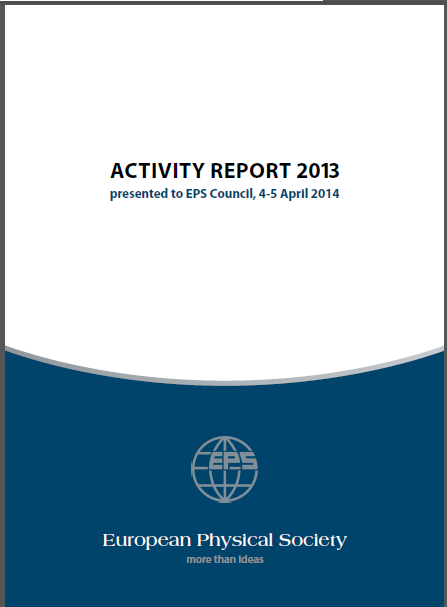 ACTIVITY REPORT 2013
presented to EPS Council, 4-5 April 2014
EPS
European Physical Society
more than ideas